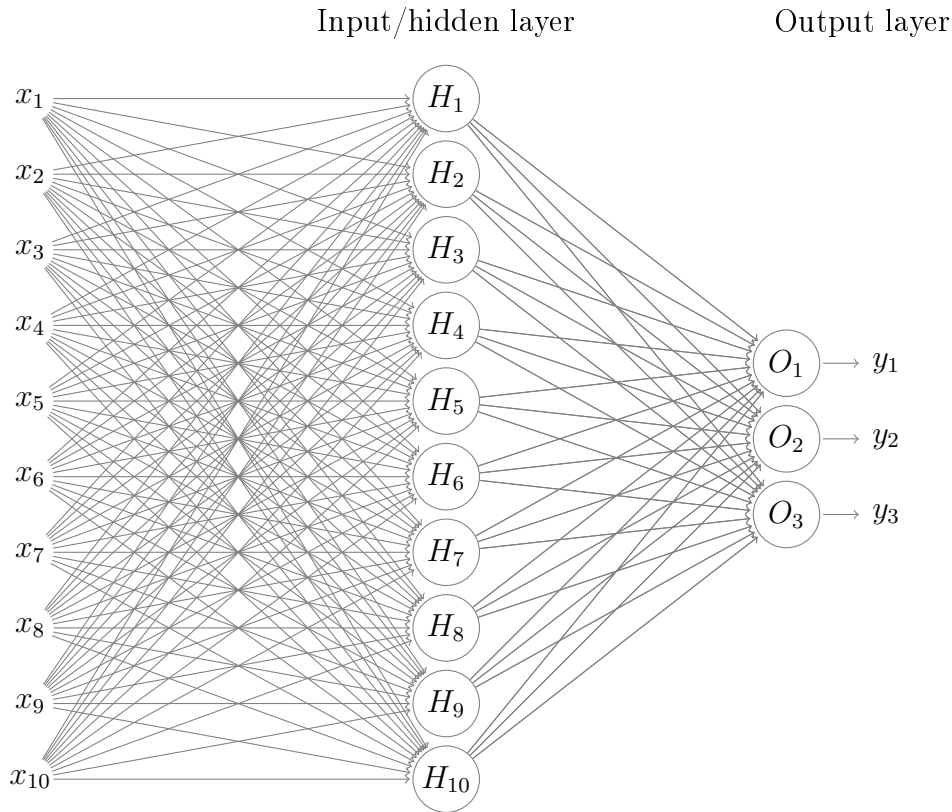 Input/hidden layer Output layer
x1 H1
x2 H2
x3 H3
x4 H4
O1 y1
x5 H5
O2 y2
x6 H6
O3 y3
x7 H7
x8 H8
x9 H9
x10 H10